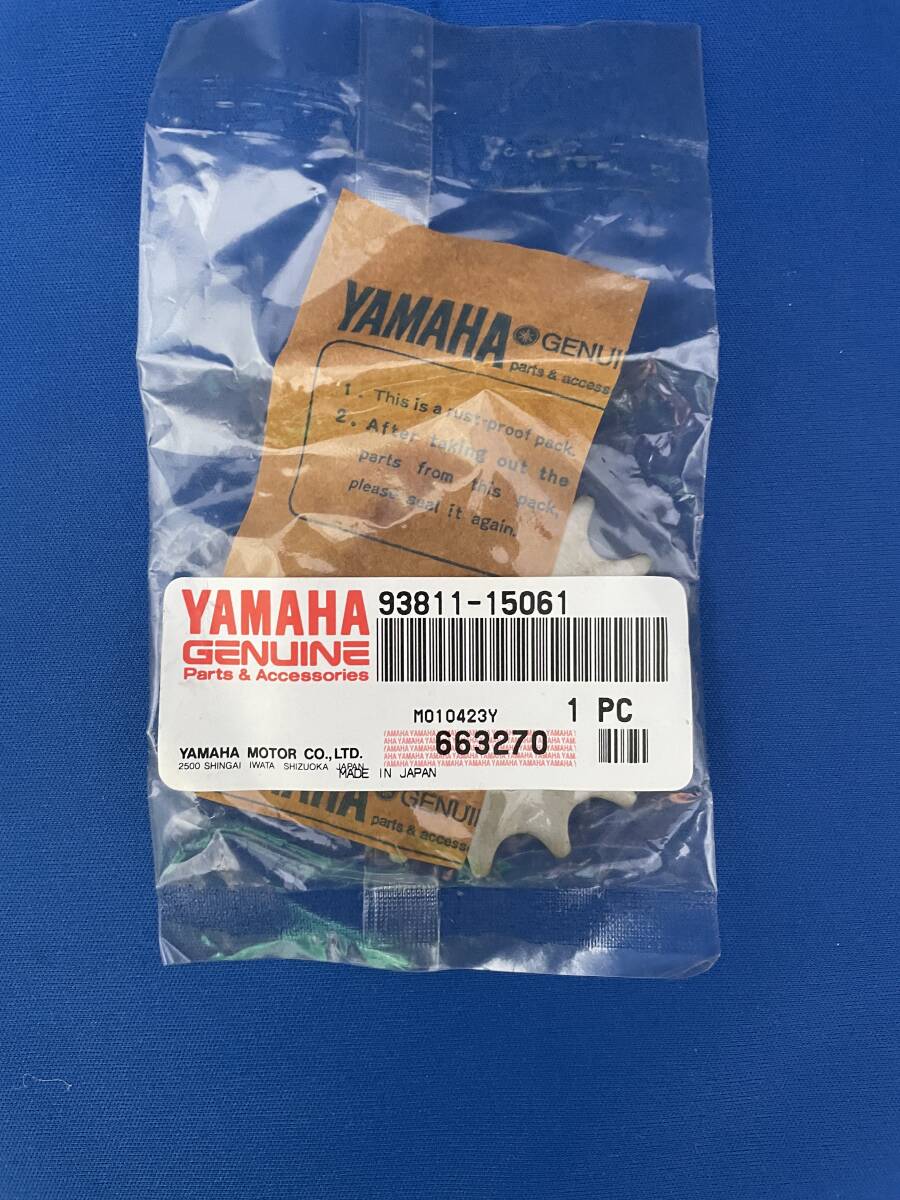 YAMAHA GENUI
parts & access
1. This is a rust-proof pack.
2. After taking out the
parts from this pack,
please seal it again.
YAMAHA
GENUINE
Parts & Accessories
93811-15061
M010423Y
1 PC
663270
YAMAHA MOTOR CO.,LTD.
2500 SHINGAI IWATA SHIZUOKA JAPAN
MADE IN JAPAN
AMAHA GENUI
parts & access